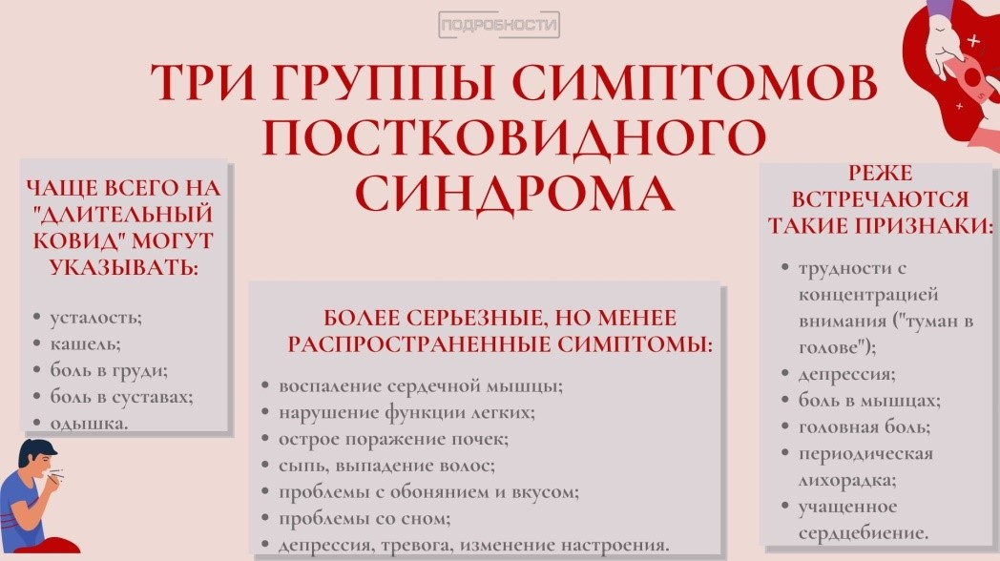 ПОДРОБНОСТИ
ТРИ ГРУППЫ СИМПТОМОВ
ПОСТКОВИДНОГО
СИНДРОМА
ЧАЩЕ ВСЕГО НА
"ДЛИТЕЛЬНЫЙ
КОВИД" МОГУТ
УКАЗЫВАТЬ:
• усталость;
• кашель;
• боль в груди;
• боль в суставах;
• одышка.
БОЛЕЕ СЕРЬЕЗНЫЕ, НО МЕНЕЕ
РАСПРОСТРАНЕННЫЕ СИМПТОМЫ:
• воспаление сердечной мышцы;
• нарушение функции легких;
• острое поражение почек;
• сыпь, выпадение волос;
• проблемы с обонянием и вкусом;
• проблемы со сном;
• депрессия, тревога, изменение настроения.
РЕЖЕ
ВСТРЕЧАЮТСЯ
ТАКИЕ ПРИЗНАКИ:
• трудности с
концентрацией
внимания ("туман в
голове");
• депрессия;
• боль в мышцах;
• головная боль;
• периодическая
лихорадка;
• учащенное
сердцебиение.